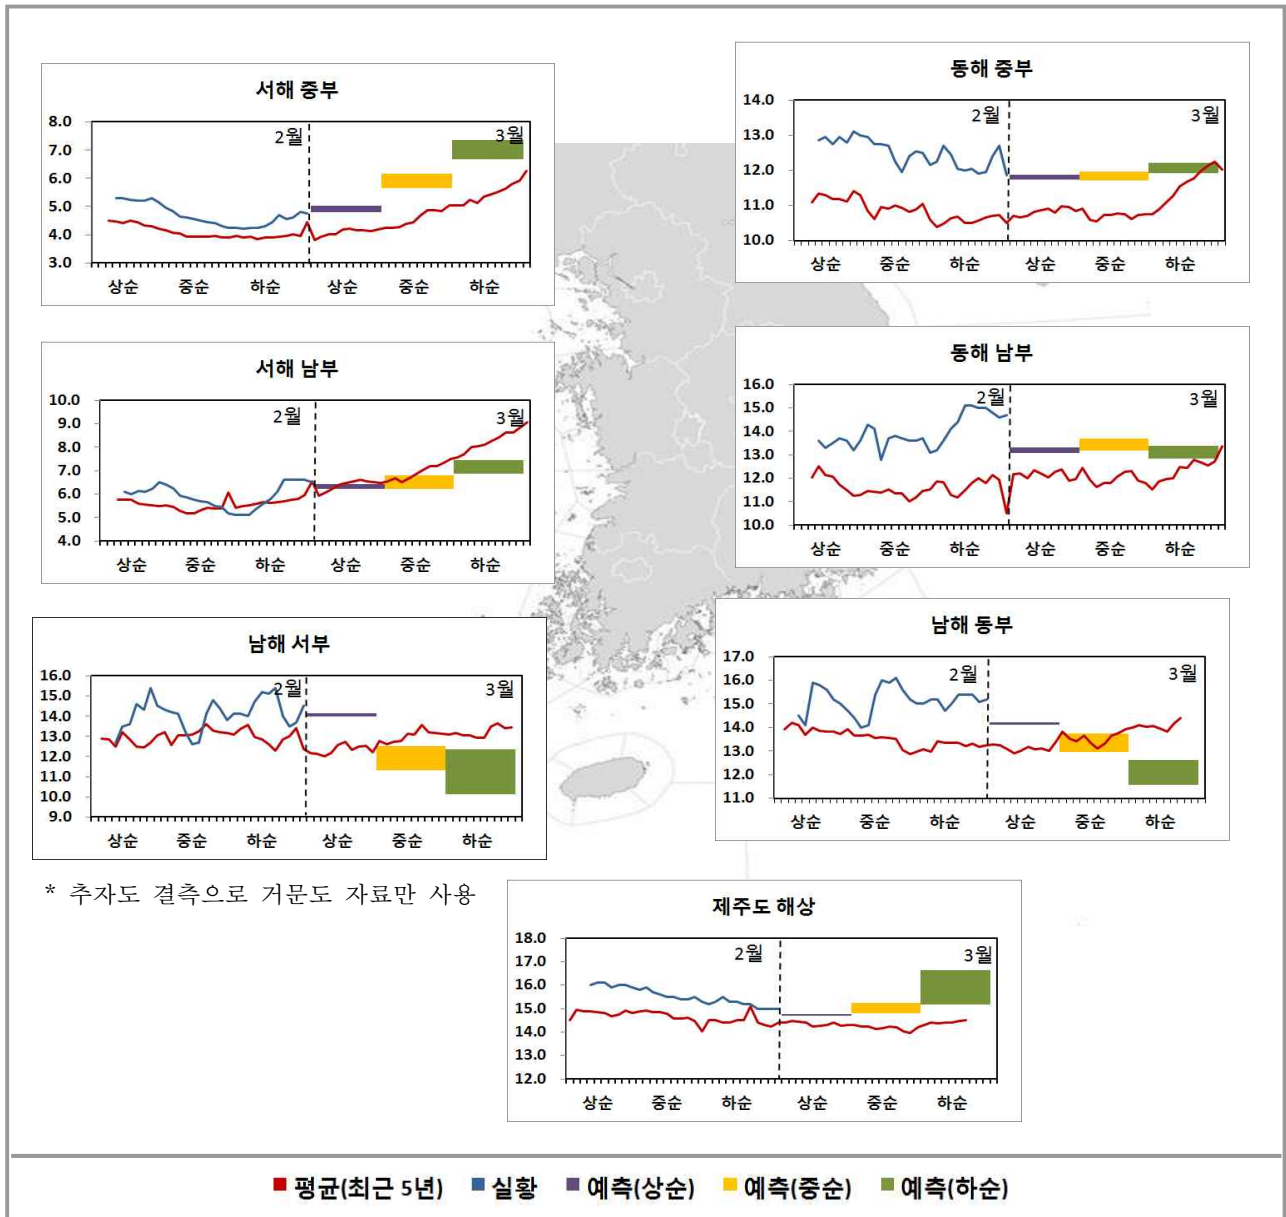 서해 중부
8.0
7.0
6.0
5.0
4.0
3.0
2월
3월
상순 중순 하순 상순 중순 하순
동해 중부
14.0
13.0
12.0
11.0
10.0
2월
3월
상순 중순 하순 상순 중순 하순
서해 남부
10.0
9.0
8.0
7.0
6.0
5.0
4.0
2월
3월
상순 중순 하순 상순 중순 하순
동해 남부
16.0
15.0
14.0
13.0
12.0
11.0
10.0
2월
3월
상순 중순 하순 상순 중순 하순
남해 서부
16.0
15.0
14.0
13.0
12.0
11.0
10.0
9.0
2월
3월
상순 중순 하순 상순 중순 하순
* 추자도 결측으로 거문도 자료만 사용
남해 동부
17.0
16.0
15.0
14.0
13.0
12.0
11.0
2월
3월
상순 중순 하순 상순 중순 하순
제주도 해상
18.0
17.0
16.0
15.0
14.0
13.0
12.0
2월
3월
상순 중순 하순 상순 중순 하순
평균(최근 5년) 실황 예측(상순) 예측(중순) 예측(하순)